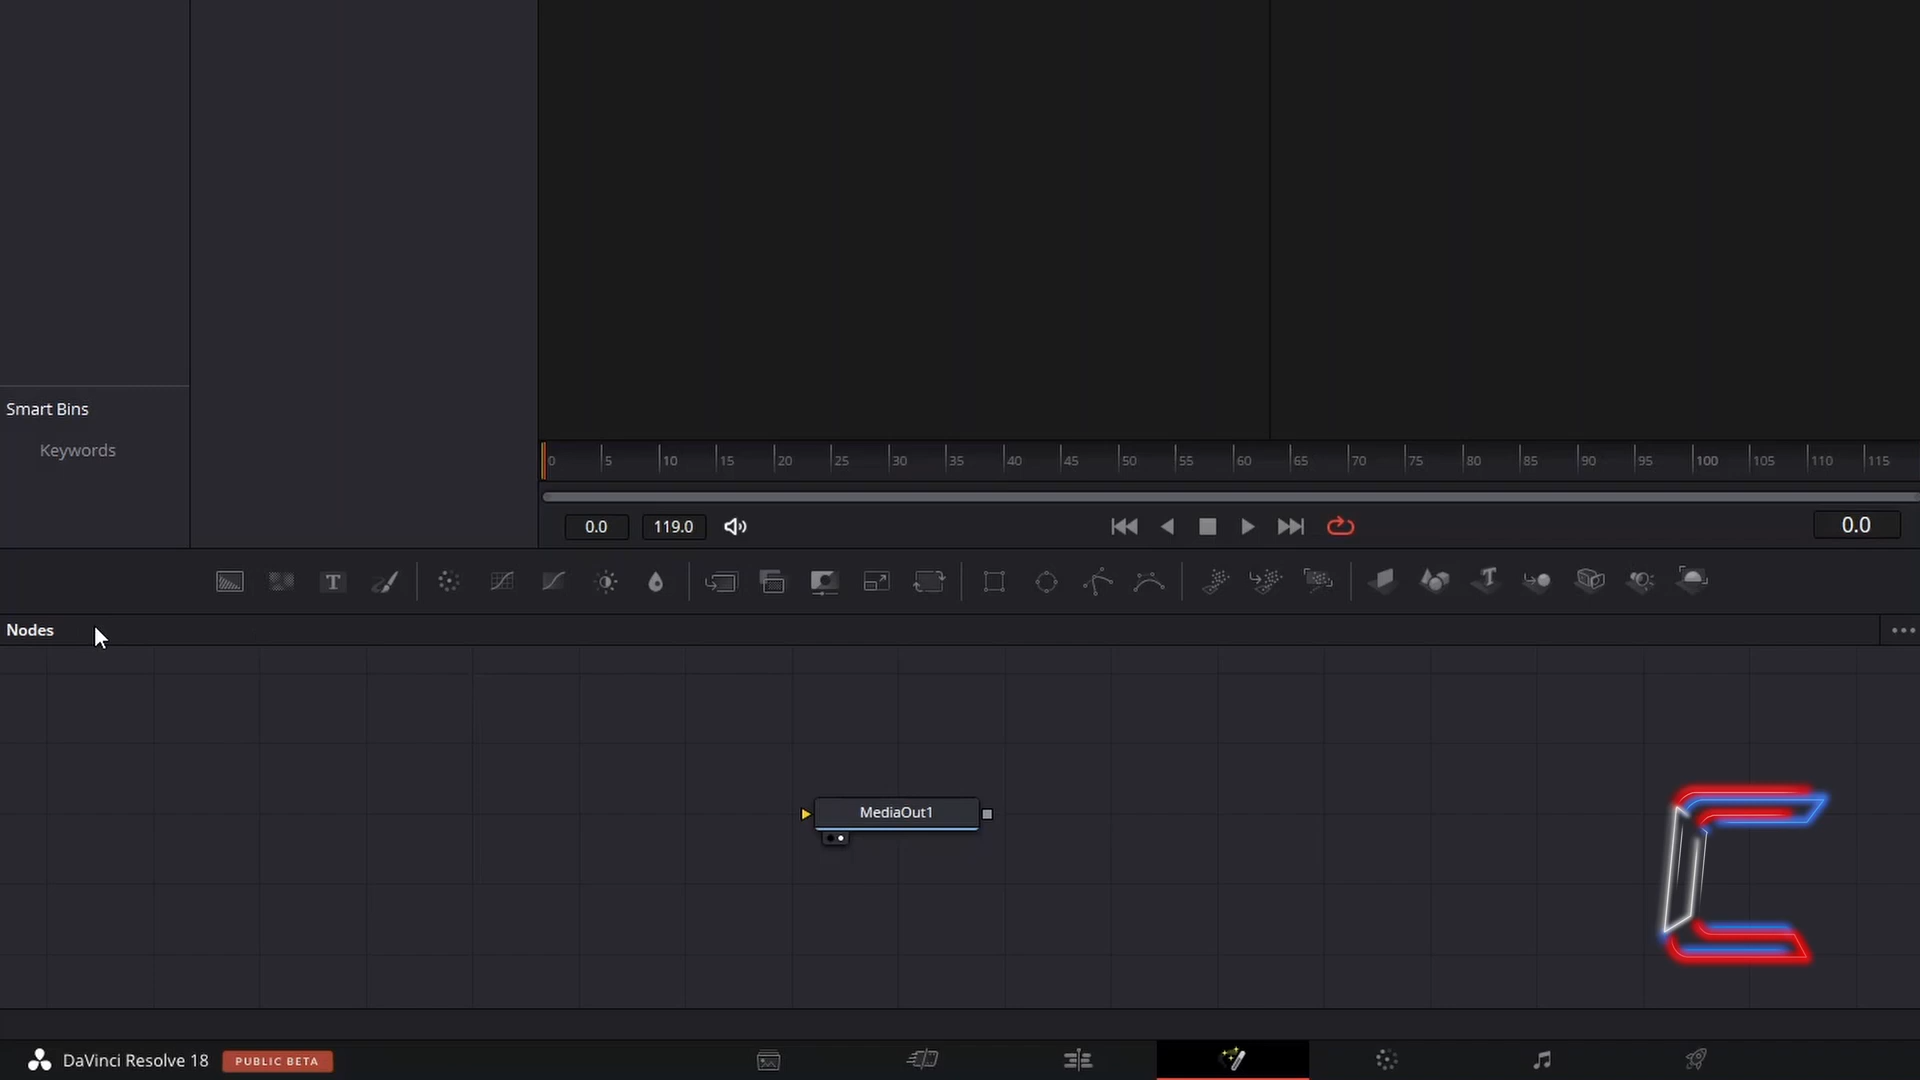 Smart Bins
Keywords
0 5 10 15 20 25 30 35 40 45 50 55 60 65 70 75 80 85 90 95 100 105 110 115
0.0 119.0 0.0
T T
Nodes
MediaOut1
C
DaVinci Resolve 18 PUBLIC BETA